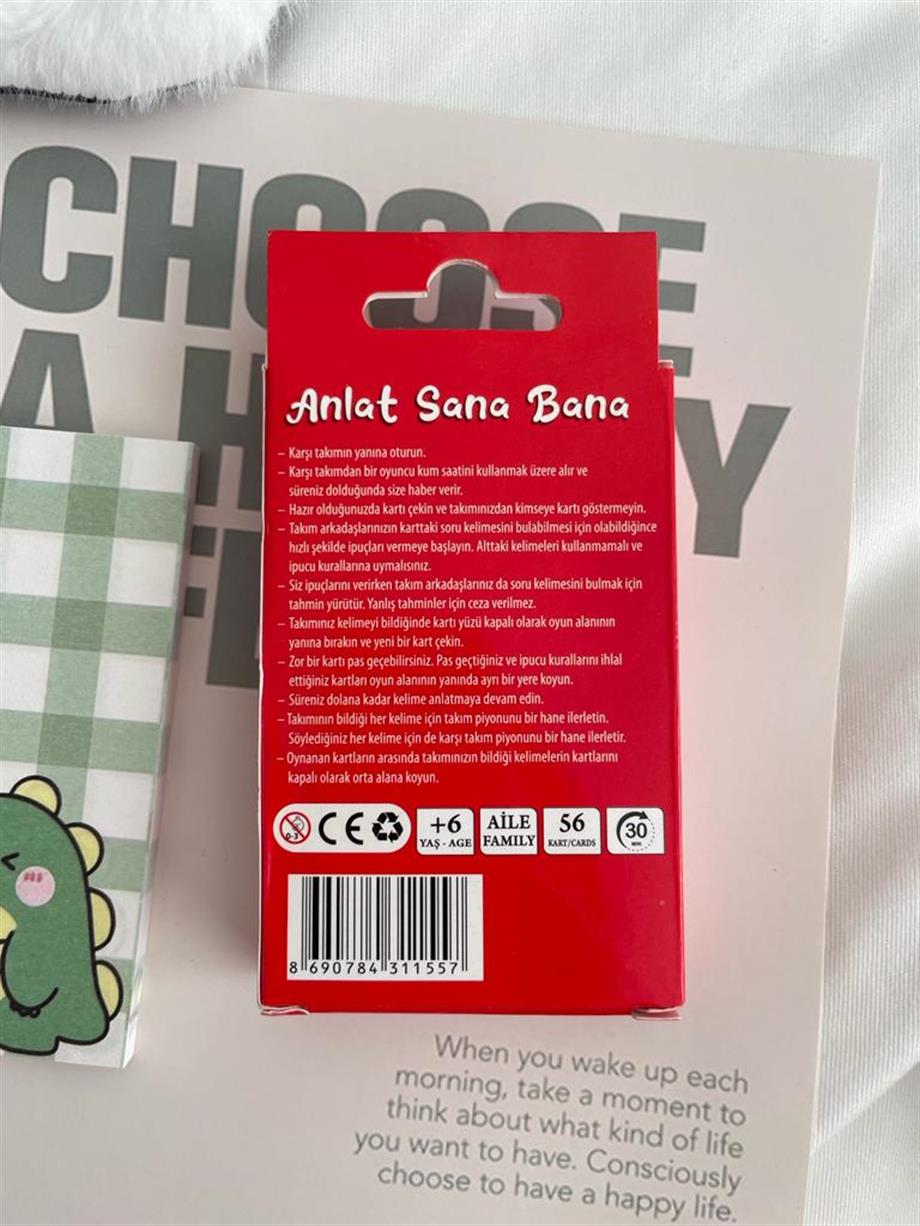 CHOOSE
A H Y
Anlat Sana Bana
– Karşı takımın yanına oturun.
– Karşı takımdan bir oyuncu kum saatini kullanmak üzere alır ve
süreniz dolduğunda size haber verir.
– Hazır olduğunuzda kartı çekin ve takımınızdan kimseye kartı göstermeyin.
– Takım arkadaşlarınızın karttaki soru kelimesini bulabilmesi için olabildiğince
hızlı şekilde ipuçları vermeye başlayın. Alttaki kelimeleri kullanmamalı ve
ipucu kurallarına uymalısınız.
– Siz ipuçlarını verirken takım arkadaşlarınız da soru kelimesini bulmak için
tahmin yürütür. Yanlış tahminler için ceza verilmez.
– Takımınız kelimeyi bildiğinde kartı yüzü kapalı olarak oyun alanının
yanına bırakın ve yeni bir kart çekin.
– Zor bir kartı pas geçebilirsiniz. Pas geçtiğiniz ve ipucu kurallarını ihlal
ettiğiniz kartları oyun alanının yanında ayrı bir yere koyun.
– Süreniz dolana kadar kelime anlatmaya devam edin.
– Takımının bildiği her kelime için takım piyonunu bir hane ilerletin.
Söylediğiniz her kelime için de karşı takım piyonunu bir hane ilerletir.
– Oynanan kartların arasında takımınızın bildiği kelimelerin kartlarını
kapalı olarak orta alana koyun.
0-3 CE +6 AİLE 56 30
YAŞ - AGE FAMILY KART/CARDS MIN
8 690784 311557
When you wake up each
morning, take a moment to
think about what kind of life
you want to have. Consciously
choose to have a happy life.